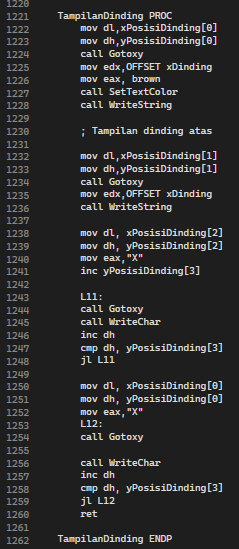 1220
1221 TampilanDinding PROC
1222 mov dl,xPosisiDinding[0]
1223 mov dh,yPosisiDinding[0]
1224 call Gotoxy
1225 mov edx,OFFSET xDinding
1226 mov eax, brown
1227 call SetTextColor
1228 call WriteString
1229
1230 ; Tampilan dinding atas
1231
1232 mov dl,xPosisiDinding[1]
1233 mov dh,yPosisiDinding[1]
1234 call Gotoxy
1235 mov edx,OFFSET xDinding
1236 call WriteString
1237
1238 mov dl, xPosisiDinding[2]
1239 mov dh, yPosisiDinding[2]
1240 mov eax,"X"
1241 inc yPosisiDinding[3]
1242
1243 L11:
1244 call Gotoxy
1245 call WriteChar
1246 inc dh
1247 cmp dh, yPosisiDinding[3]
1248 jl L11
1249
1250 mov dl, xPosisiDinding[0]
1251 mov dh, yPosisiDinding[0]
1252 mov eax,"X"
1253 L12:
1254 call Gotoxy
1255
1256 call WriteChar
1257 inc dh
1258 cmp dh, yPosisiDinding[3]
1259 jl L12
1260 ret
1261
1262 TampilanDinding ENDP